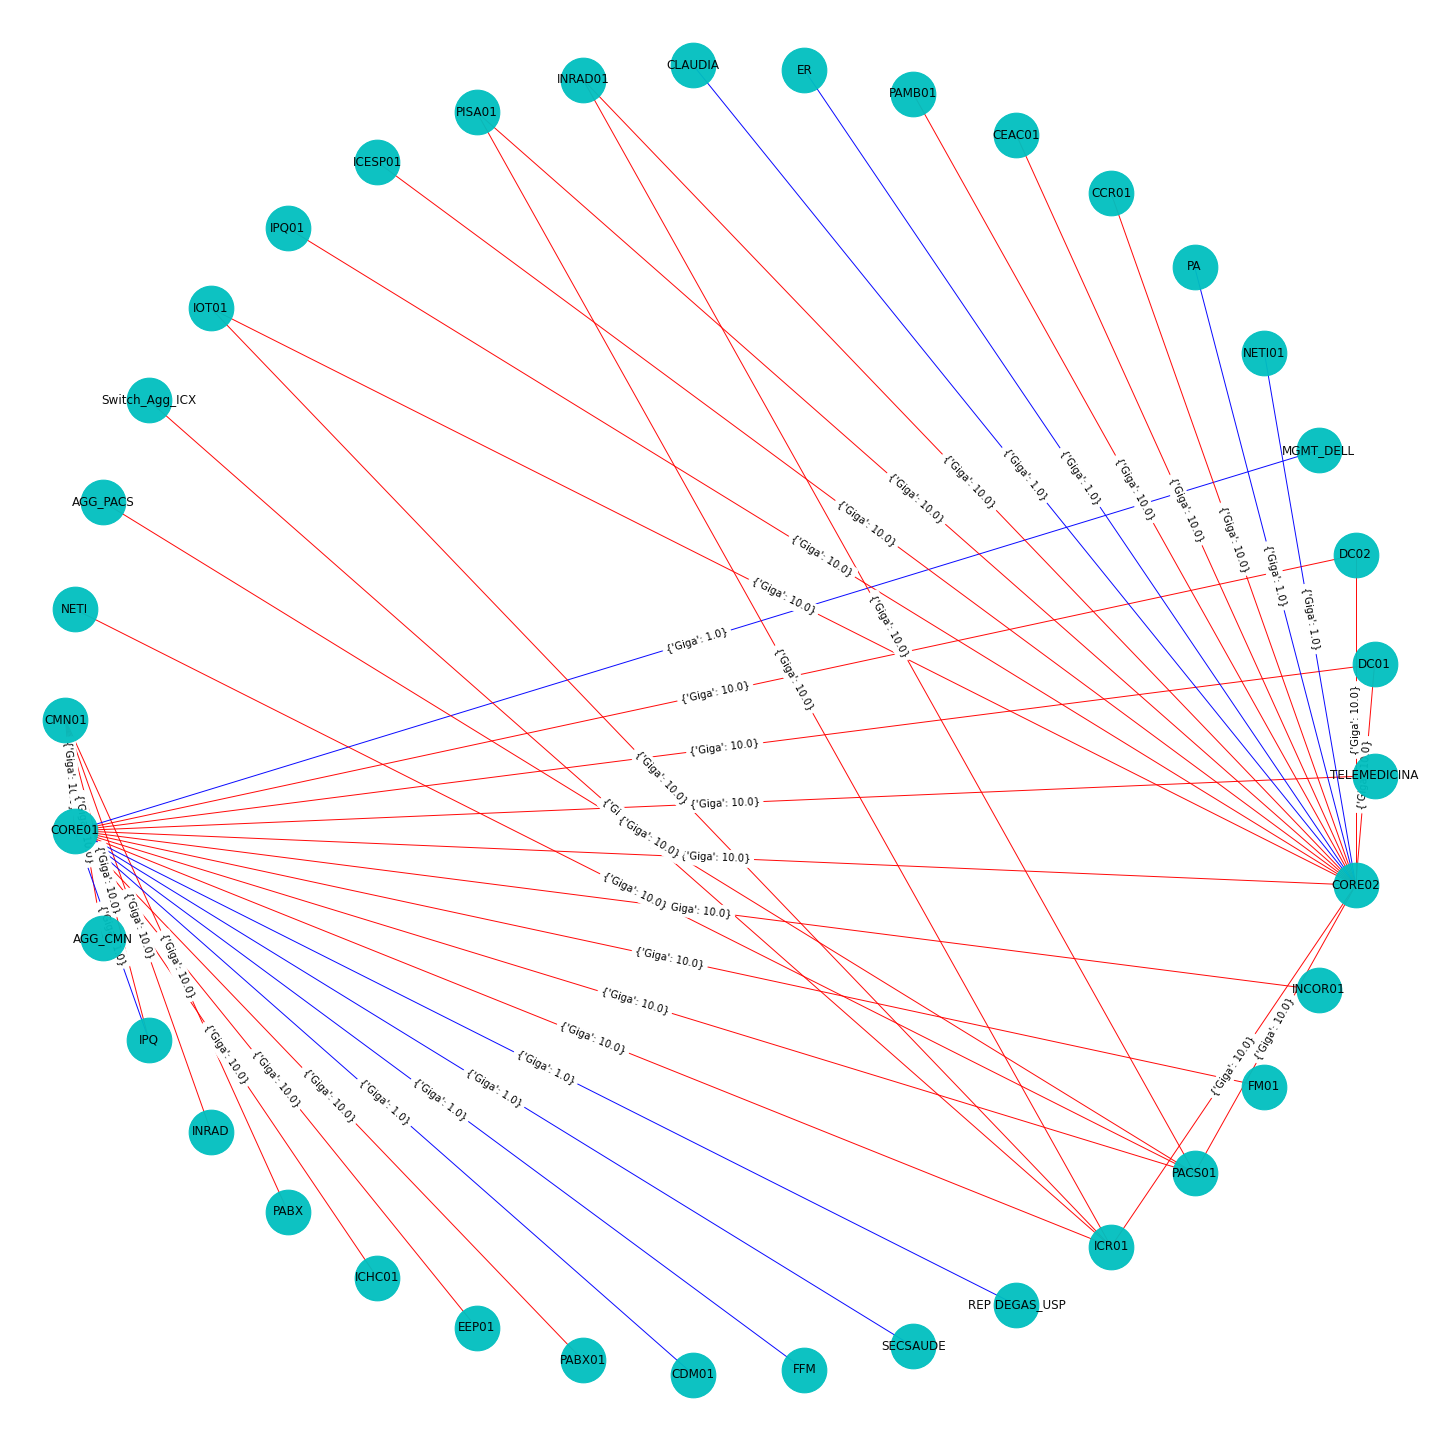 CLAUDIA
ER
INRAD01
PAMB01
PISA01
CEAC01
ICESP01
CCR01
IPQ01
PA
IOT01
NETI01
Switch_Agg_ICX
MGMT_DELL
{'Giga': 1.0}
{'Giga': 1.0}
{'Giga': 10.0}
{'Giga': 10.0}
{'Giga': 10.0}
{'Giga': 10.0}
AGG_PACS
{'Giga': 10.0}
{'Giga': 10.0}
{'Giga': 10.0}
DC02
{'Giga': 1.0}
{'Giga': 10.0}
NETI
{'Giga': 1.0}
{'Giga': 10.0}
{'Giga': 1.0}
DC01
{'Giga': 10.0}
{'Giga': 10.0}
CMN01
{'Giga': 10.0}
{'Giga': 10.0}
TELEMEDICINA
{'Giga': 10.0}
{'Giga': 10.0}
CORE01
{'Giga': 10.0}
{'Giga': 10.0}
{'Giga': 10.0}
CORE02
{'Giga': 10.0}
{'Giga': 10.0}
Giga': 10.0}
{'Giga': 10.0}
AGG_CMN
{'Giga': 10.0}
{'Giga': 10.0}
INCOR01
{'Giga': 10.0}
{'Giga': 10.0}
IPQ
{'Giga': 10.0}
{'Giga': 10.0}
{'Giga': 1.0}
{'Giga': 10.0}
{'Giga': 10.0}
FM01
{'Giga': 1.0}
{'Giga': 10.0}
{'Giga': 1.0}
{'Giga': 1.0}
INRAD
PACS01
PABX
ICR01
ICHC01
REP DEGAS_USP
EEP01
SECSAUDE
PABX01
FFM
CDM01